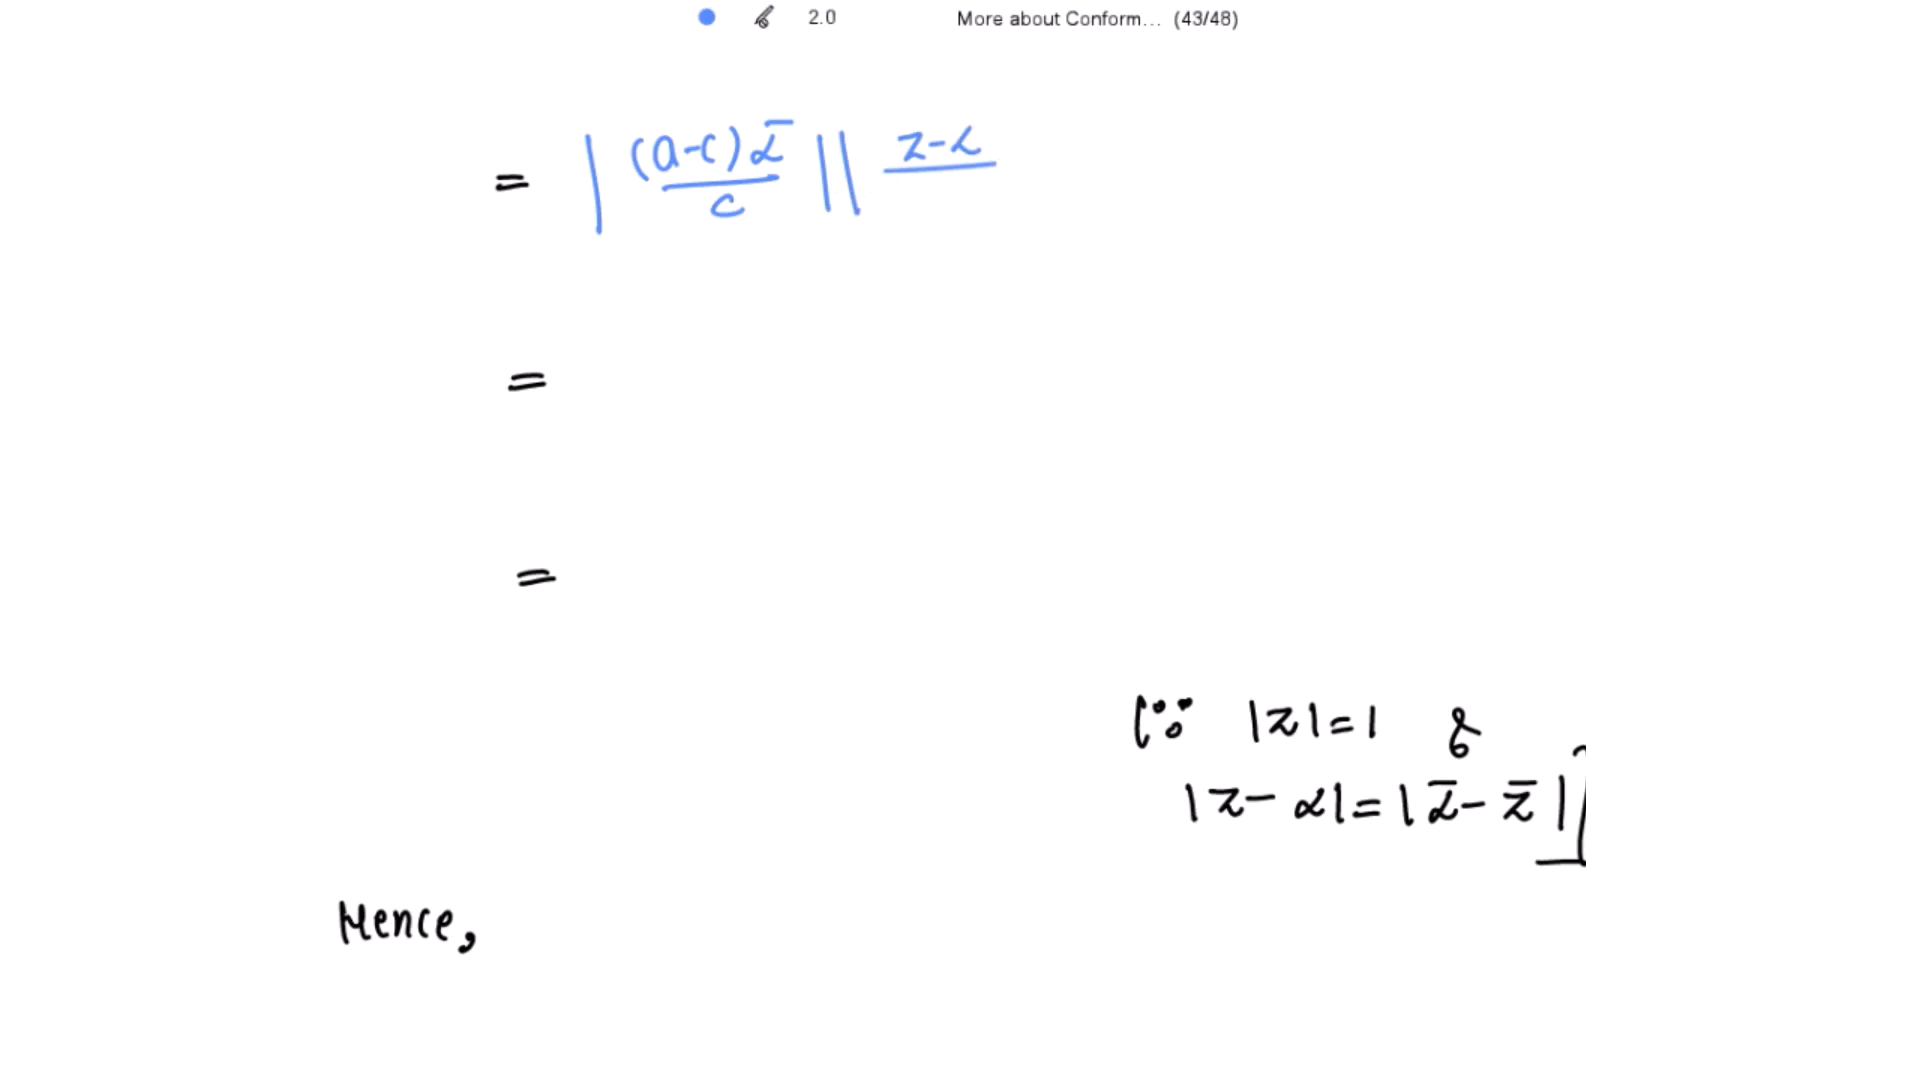 2.0 More about Conform... (43/48)
= | (a-c)ᾱ / c | | z-α
=
=
[∵ |z|=1 &
|z-α|=|ᾱ-z̄|]
Hence,